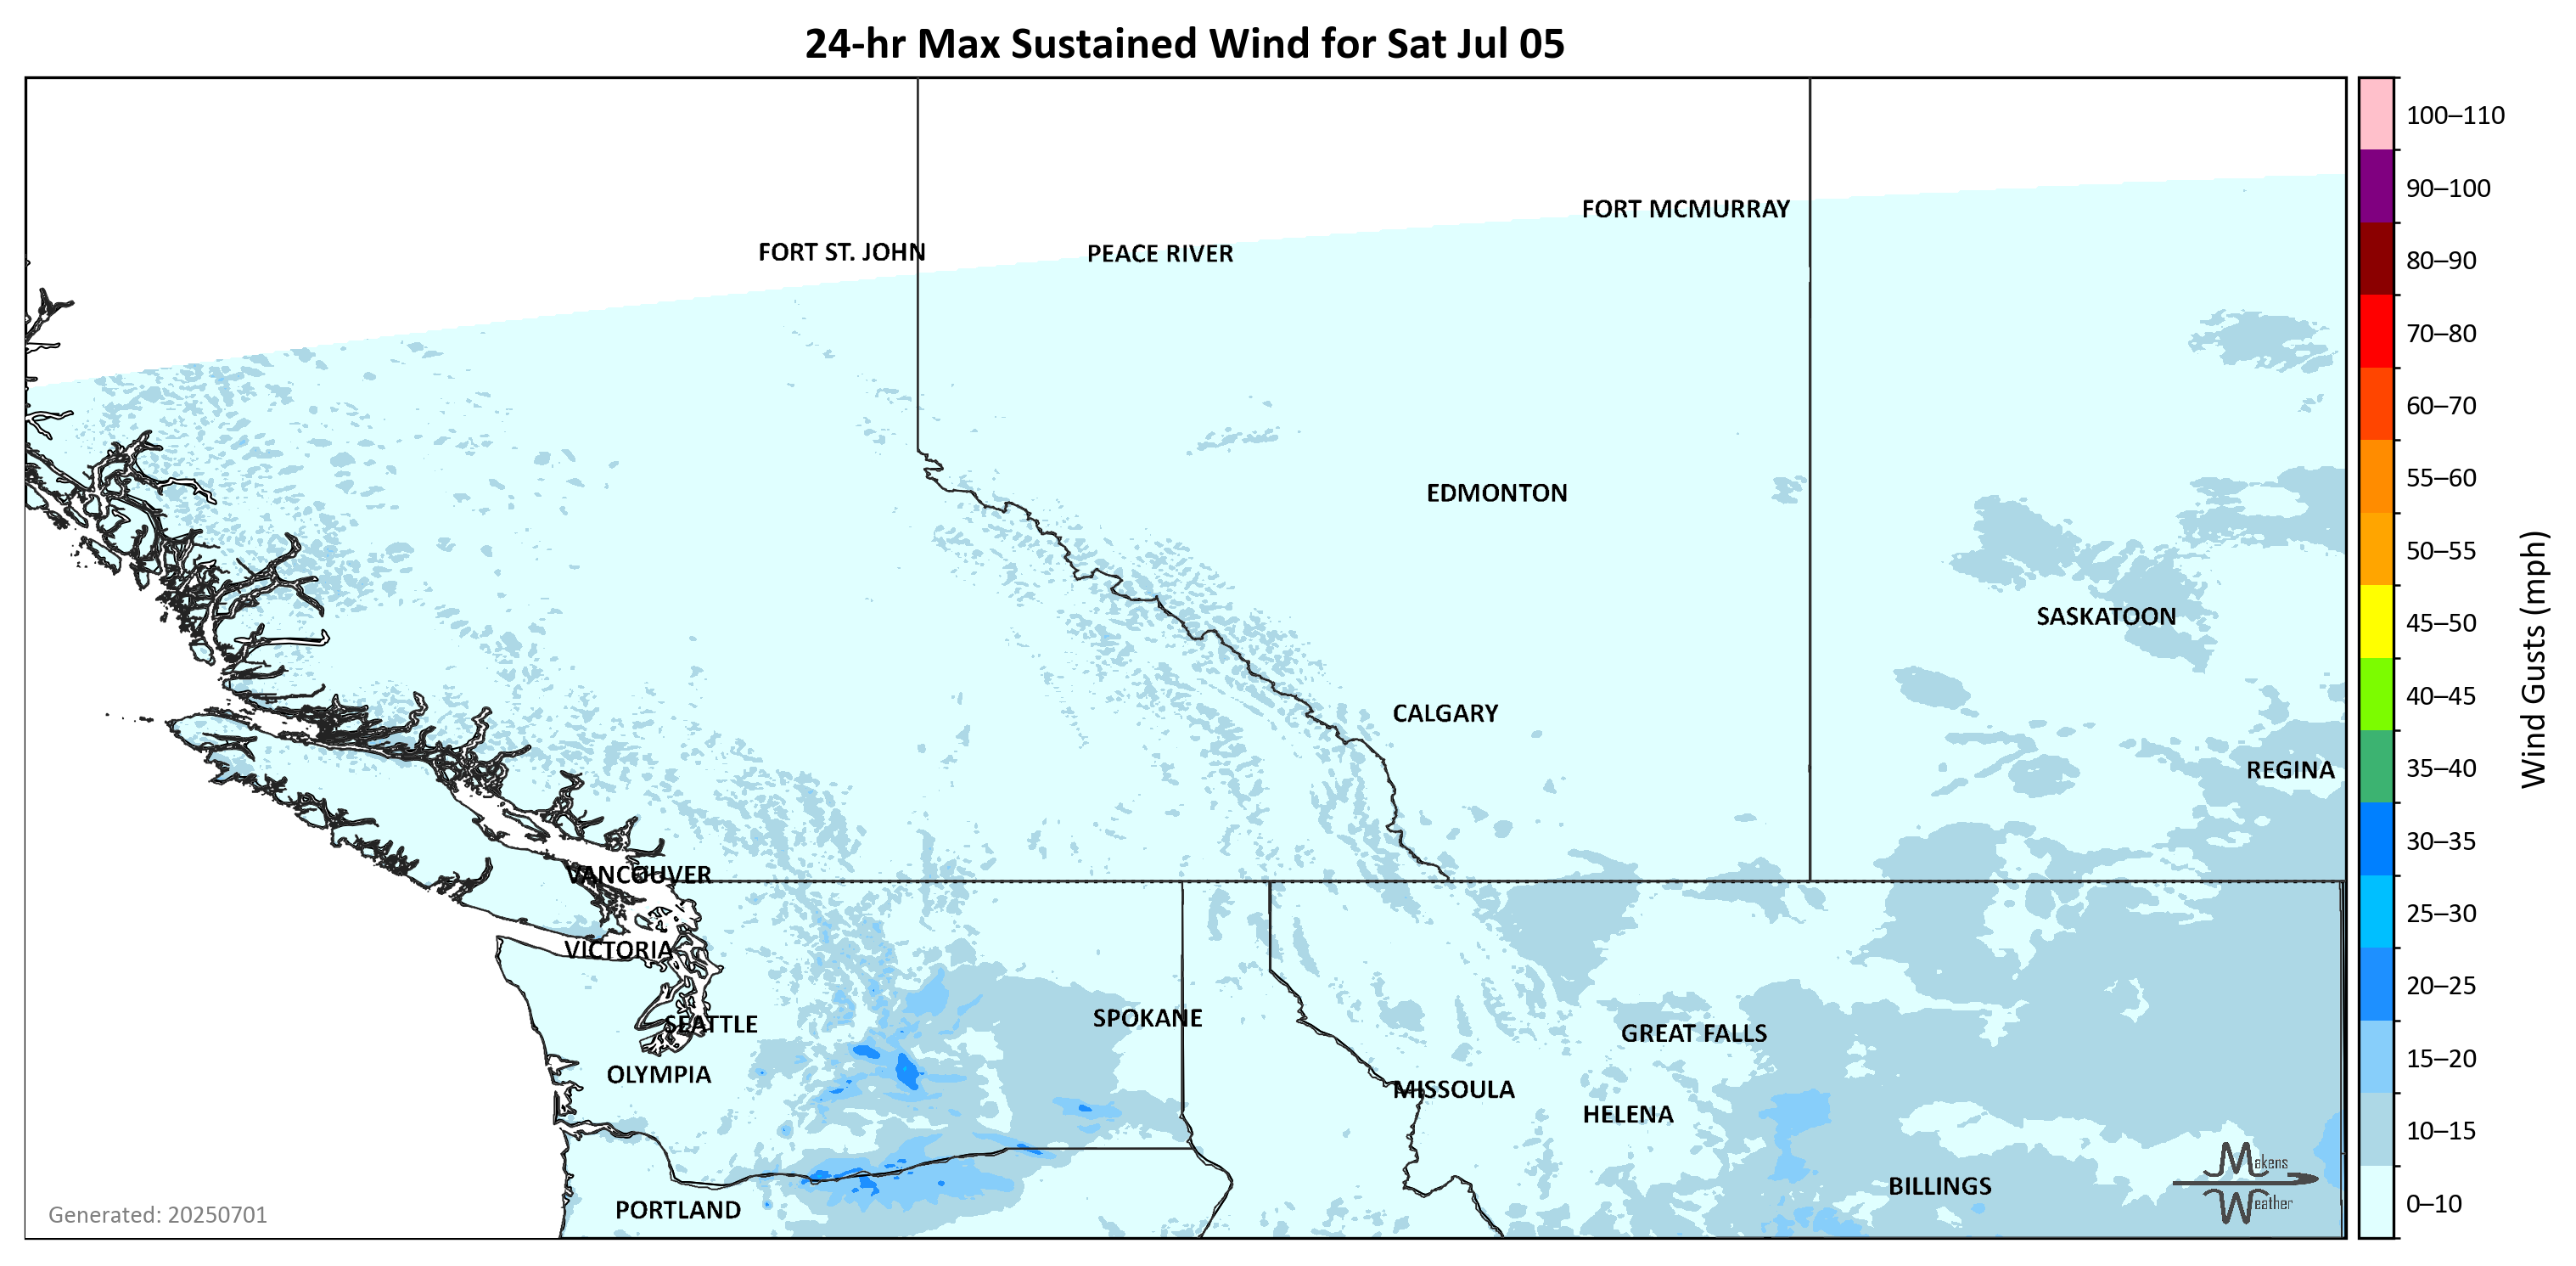 24-hr Max Sustained Wind for Sat Jul 05
100–110
90–100
80–90
70–80
60–70
55–60
50–55
45–50
40–45
35–40
30–35
25–30
20–25
15–20
10–15
0–10
Wind Gusts (mph)
FORT MCMURRAY
FORT ST. JOHN
PEACE RIVER
EDMONTON
SASKATOON
CALGARY
REGINA
VANCOUVER
VICTORIA
SEATTLE
SPOKANE
GREAT FALLS
OLYMPIA
MISSOULA
HELENA
BILLINGS
PORTLAND
Makens
Weather
Generated: 20250701